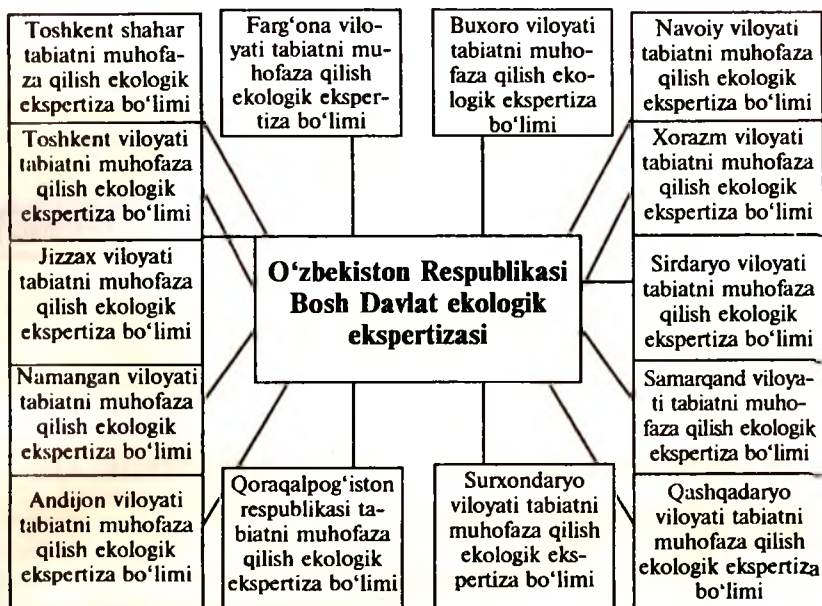 Toshkent shahar
tabiatni muhofa-
za qilish ekologik
ekspertiza bo‘limi
Farg‘ona vilo-
yati tabiatni mu-
hofaza qilish
ekologik eksper-
tiza bo‘limi
Buxoro viloyati
tabiatni muho-
faza qilish eko-
logik ekspertiza
bo‘limi
Navoiy viloyati
tabiatni muhofaza
qilish ekologik
ekspertiza bo‘limi
Toshkent viloyati
tabiatni muhofaza
qilish ekologik
ekspertiza bo‘limi
Xorazm viloyati
tabiatni muhofaza
qilish ekologik
ekspertiza bo‘limi
Jizzax viloyati
tabiatni muhofaza
qilish ekologik
ekspertiza bo‘limi
O‘zbekiston Respublikasi
Bosh Davlat ekologik
ekspertizasi
Sirdaryo viloyati
tabiatni muhofaza
qilish ekologik
ekspertiza bo‘limi
Namangan viloyati
tabiatni muhofaza
qilish ekologik
ekspertiza bo‘limi
Samarqand viloya-
ti tabiatni muho-
faza qilish ekologik
ekspertiza bo‘limi
Andijon viloyati
tabiatni muhofaza
qilish ekologik
ekspertiza bo‘limi
Qoraqalpog‘iston
respublikasi ta-
biatni muhofaza
qilish ekologik
ekspertiza bo‘limi
Surxondaryo
viloyati tabiatni
muhofaza qilish
ekologik eks-
pertiza bo‘limi
Qashqadaryo
viloyati tabiatni
muhofaza qilish
ekologik ekspertiza
bo‘limi